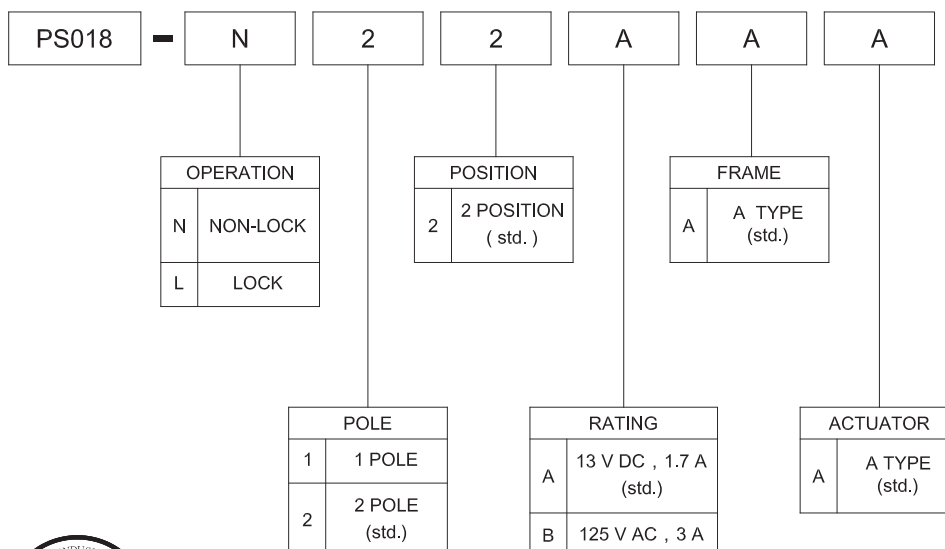 PS018 - N 2 2 A A A
OPERATION
N NON-LOCK
L LOCK
POSITION
2 2 POSITION
( std. )
FRAME
A A TYPE
(std.)
POLE
1 1 POLE
2 2 POLE
(std.)
RATING
A 13 V DC , 1.7 A
(std.)
B 125 V AC , 3 A
ACTUATOR
A A TYPE
(std.)